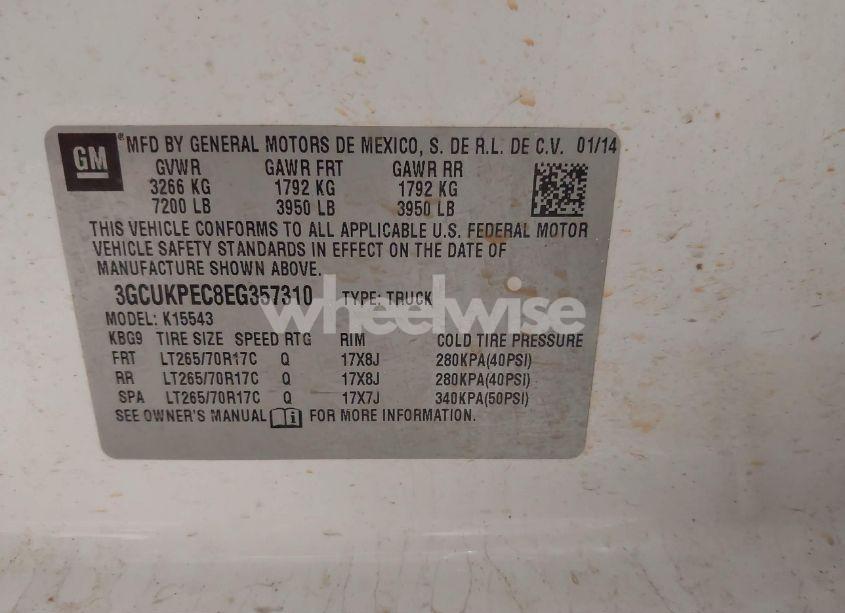 GM
® MFD BY GENERAL MOTORS DE MEXICO, S. DE R.L. DE C.V. 01/14
GVWR GAWR FRT GAWR RR
3266 KG 1792 KG 1792 KG
7200 LB 3950 LB 3950 LB
THIS VEHICLE CONFORMS TO ALL APPLICABLE U.S. FEDERAL MOTOR
VEHICLE SAFETY STANDARDS IN EFFECT ON THE DATE OF
MANUFACTURE SHOWN ABOVE.
3GCUKPEC8EG357310 TYPE: TRUCK
wheelwise
MODEL: K15543
KBG9 TIRE SIZE SPEED RTG RIM COLD TIRE PRESSURE
FRT LT265/70R17C Q 17X8J 280KPA(40PSI)
RR LT265/70R17C Q 17X8J 280KPA(40PSI)
SPA LT265/70R17C Q 17X7J 340KPA(50PSI)
SEE OWNER'S MANUAL FOR MORE INFORMATION.